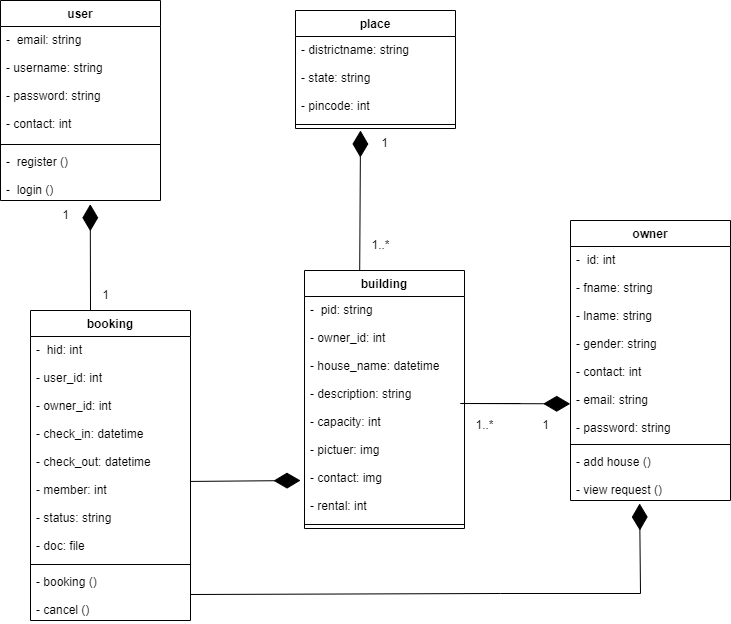 user
- email: string
- username: string
- password: string
- contact: int
- register ()
- login ()
1
1
place
- districtname: string
- state: string
- pincode: int
1
1..*
booking
- hid: int
- user_id: int
- owner_id: int
- check_in: datetime
- check_out: datetime
- member: int
- status: string
- doc: file
- booking ()
- cancel ()
building
- pid: string
- owner_id: int
- house_name: datetime
- description: string
- capacity: int
- pictuer: img
- contact: img
- rental: int
1..*
1
owner
- id: int
- fname: string
- lname: string
- gender: string
- contact: int
- email: string
- password: string
- add house ()
- view request ()